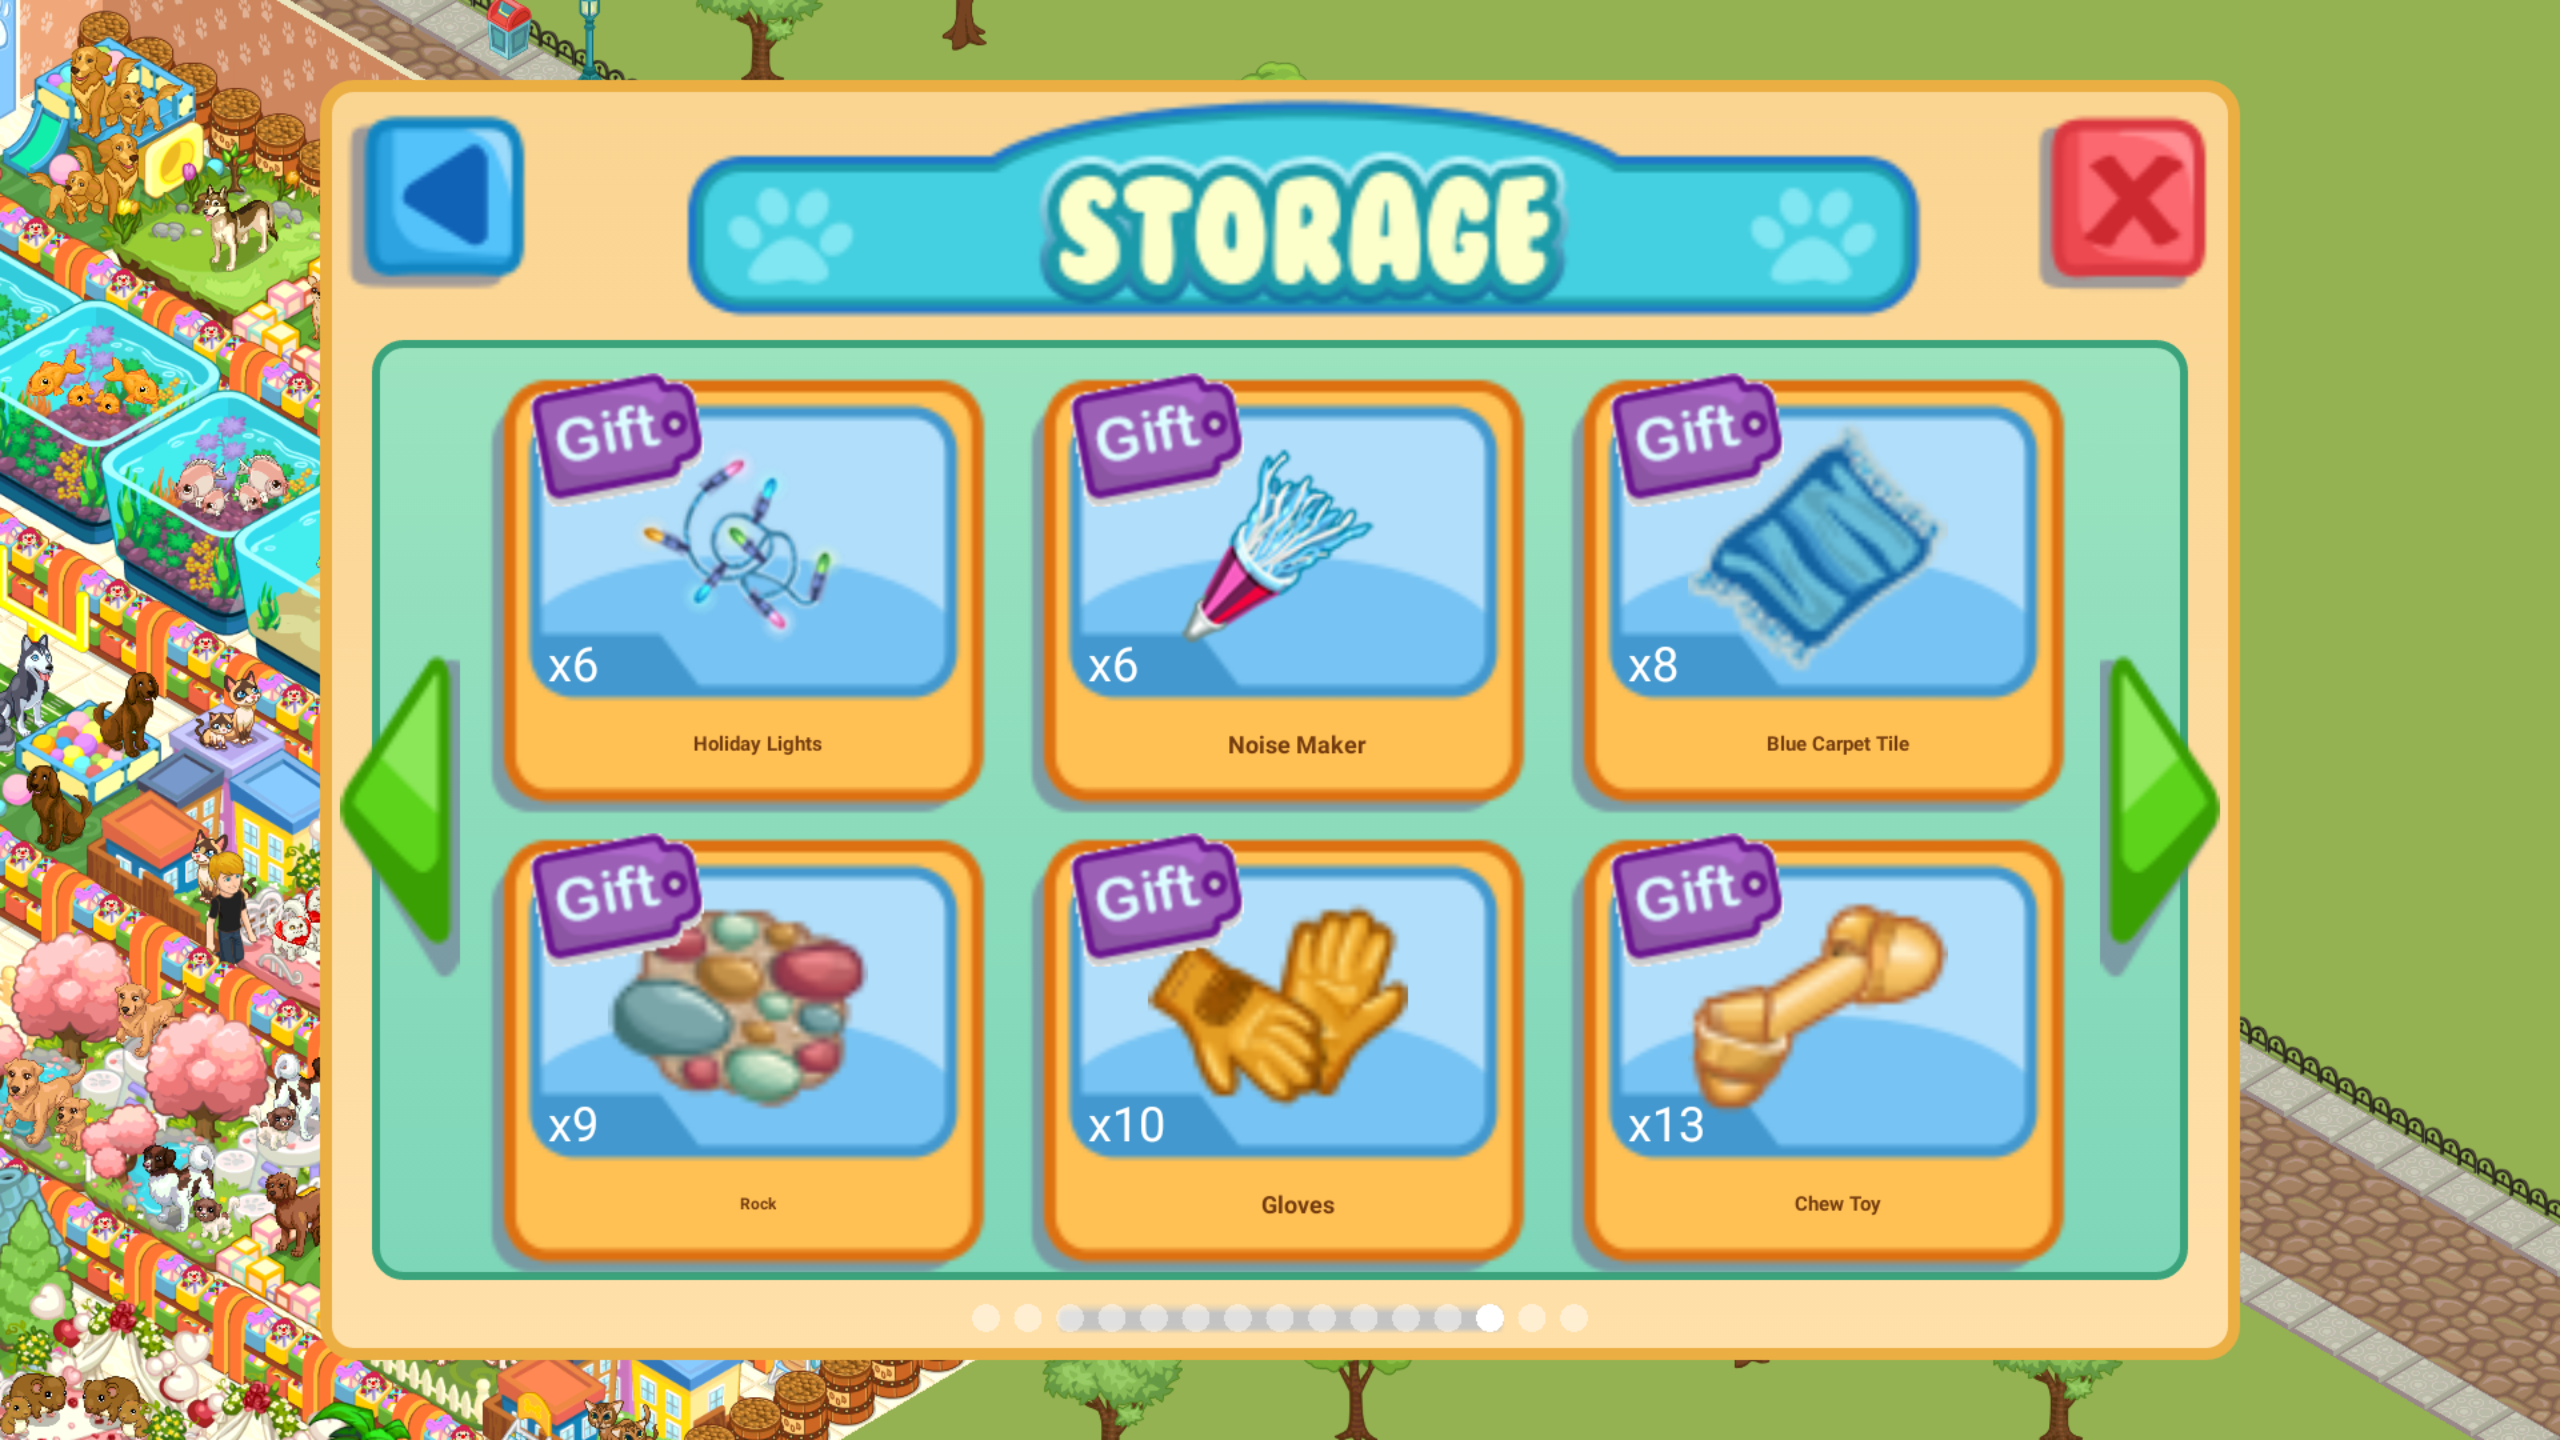 STORAGE
Gift
x6
Holiday Lights
Gift
x6
Noise Maker
Gift
x8
Blue Carpet Tile
Gift
x9
Rock
Gift
x10
Gloves
Gift
x13
Chew Toy